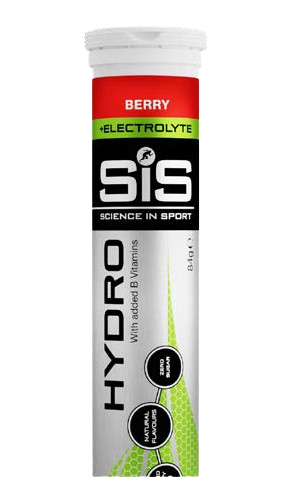 BERRY
+ELECTROLYTE
SiS
SCIENCE IN SPORT
84g℮
HYDRO
With added B Vitamins
ZERO
SUGAR
NATURAL
FLAVOURS